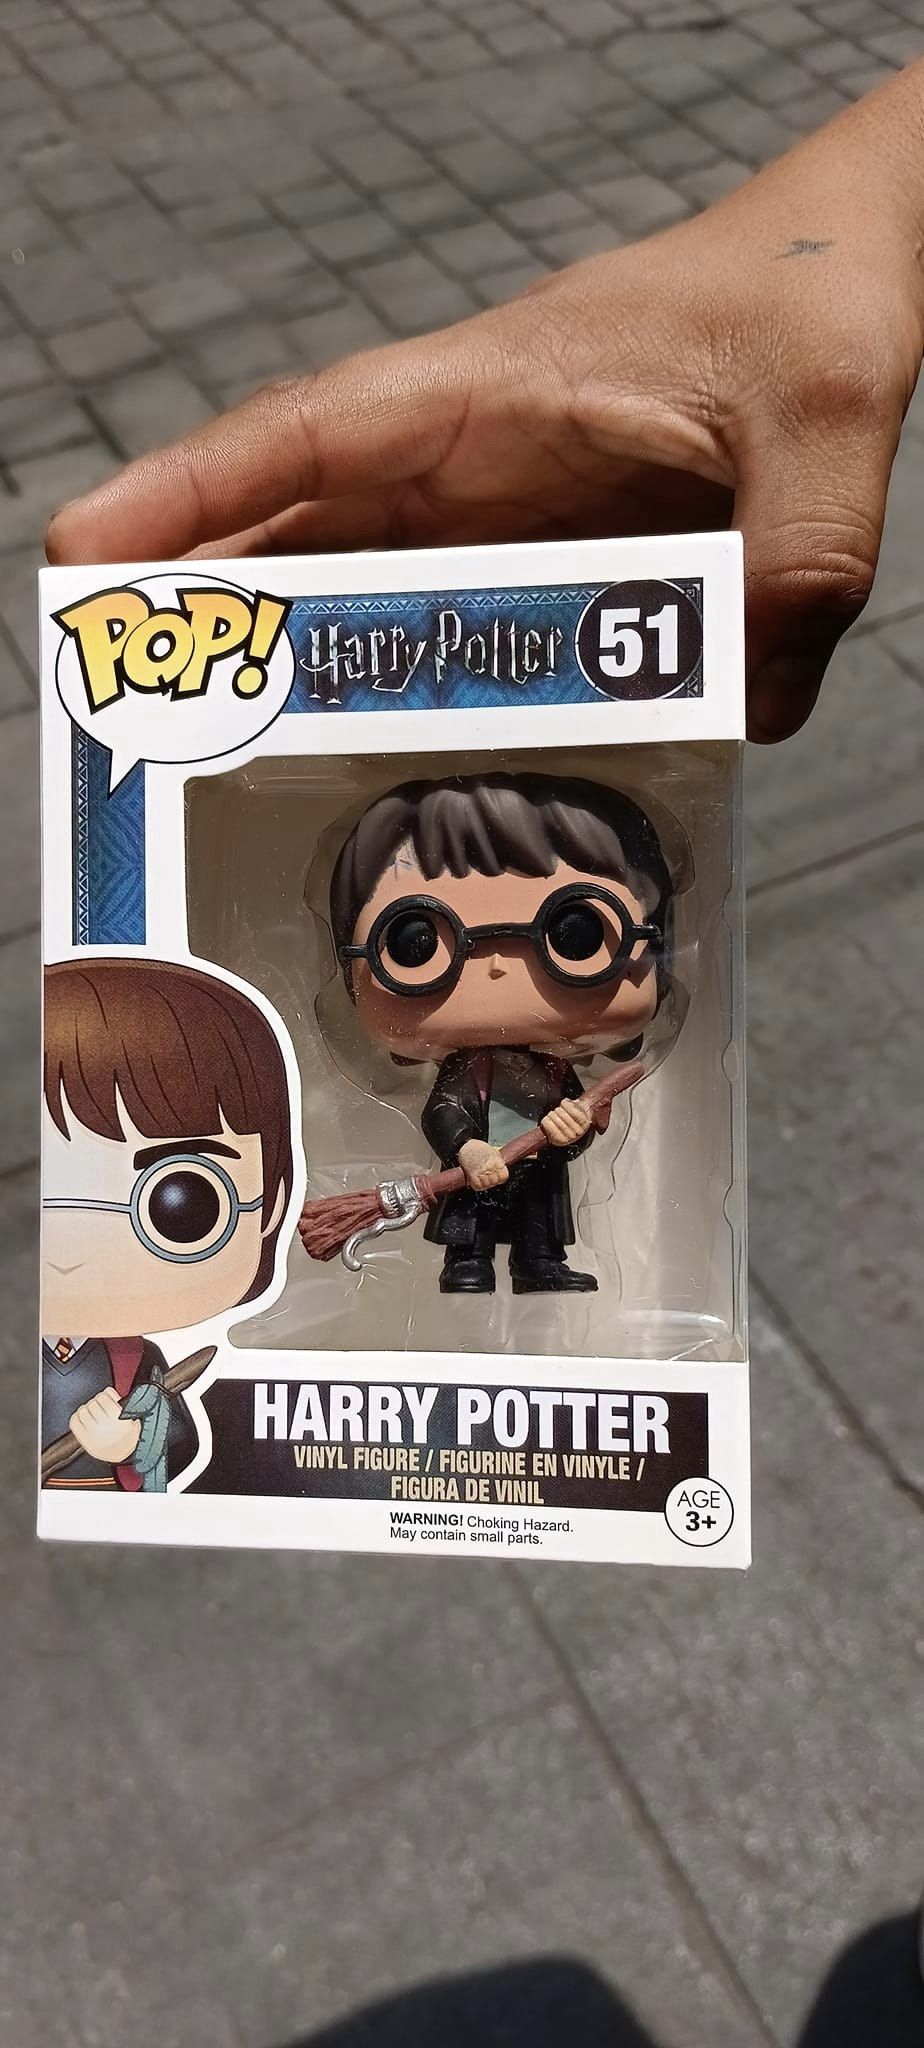 POP!
Harry Potter
51
HARRY POTTER
VINYL FIGURE / FIGURINE EN VINYLE /
FIGURA DE VINIL
WARNING! Choking Hazard.
May contain small parts.
AGE
3+